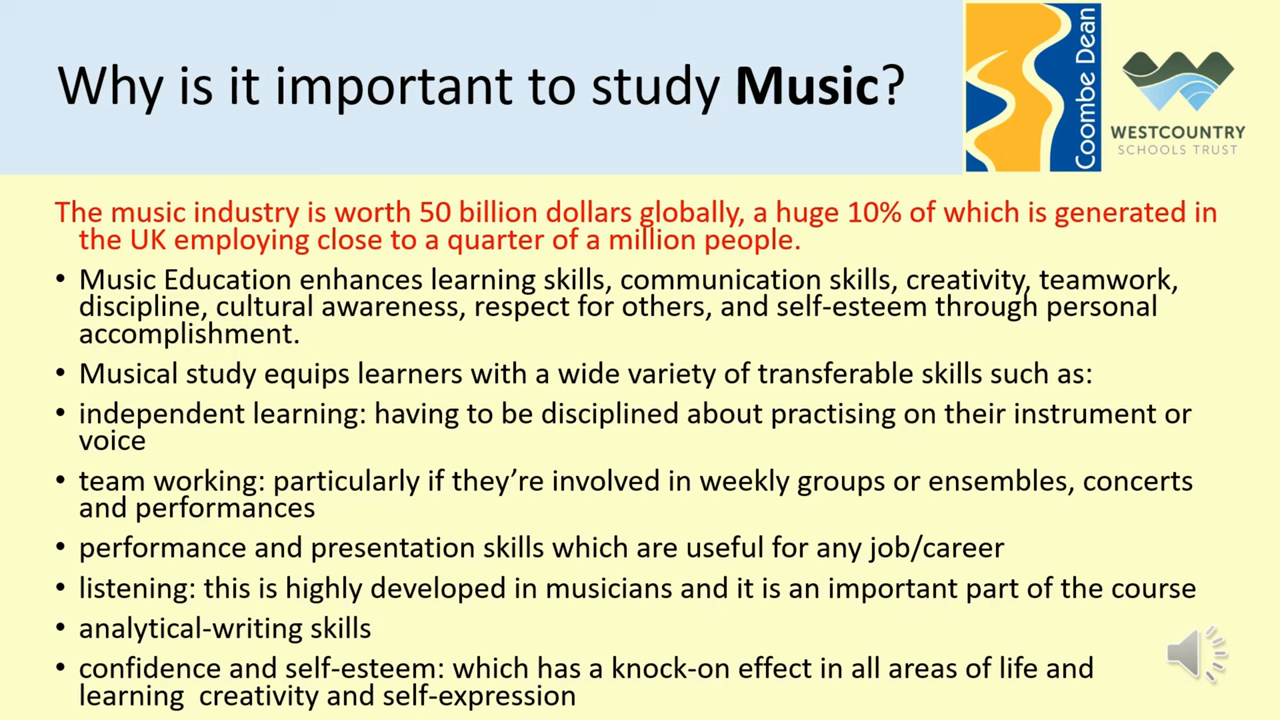 Why is it important to study Music?
Coombe Dean
WESTCOUNTRY
SCHOOLS TRUST
The music industry is worth 50 billion dollars globally, a huge 10% of which is generated in
the UK employing close to a quarter of a million people.
• Music Education enhances learning skills, communication skills, creativity, teamwork,
discipline, cultural awareness, respect for others, and self-esteem through personal
accomplishment.
• Musical study equips learners with a wide variety of transferable skills such as:
• independent learning: having to be disciplined about practising on their instrument or
voice
• team working: particularly if they’re involved in weekly groups or ensembles, concerts
and performances
• performance and presentation skills which are useful for any job/career
• listening: this is highly developed in musicians and it is an important part of the course
• analytical-writing skills
• confidence and self-esteem: which has a knock-on effect in all areas of life and
learning  creativity and self-expression